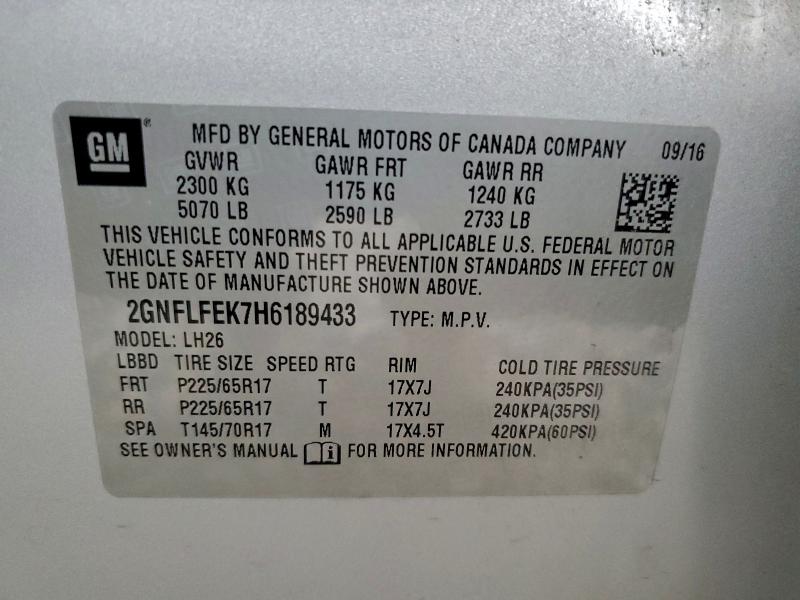 GM®
MFD BY GENERAL MOTORS OF CANADA COMPANY 09/16
GVWR GAWR FRT GAWR RR
2300 KG 1175 KG 1240 KG
5070 LB 2590 LB 2733 LB
THIS VEHICLE CONFORMS TO ALL APPLICABLE U.S. FEDERAL MOTOR
VEHICLE SAFETY AND THEFT PREVENTION STANDARDS IN EFFECT ON
THE DATE OF MANUFACTURE SHOWN ABOVE.
2GNFLFEK7H6189433 TYPE: M.P.V.
MODEL: LH26
LBBD TIRE SIZE SPEED RTG RIM COLD TIRE PRESSURE
FRT P225/65R17 T 17X7J 240KPA(35PSI)
RR P225/65R17 T 17X7J 240KPA(35PSI)
SPA T145/70R17 M 17X4.5T 420KPA(60PSI)
SEE OWNER'S MANUAL i FOR MORE INFORMATION.